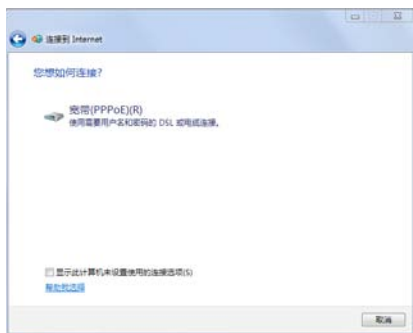 连接到 Internet
您想如何连接?
宽带(PPPoE)(R)
使用需要用户名和密码的 DSL 或电缆连接。
显示此计算机未设置使用的连接选项(S)
帮助我选择
取消